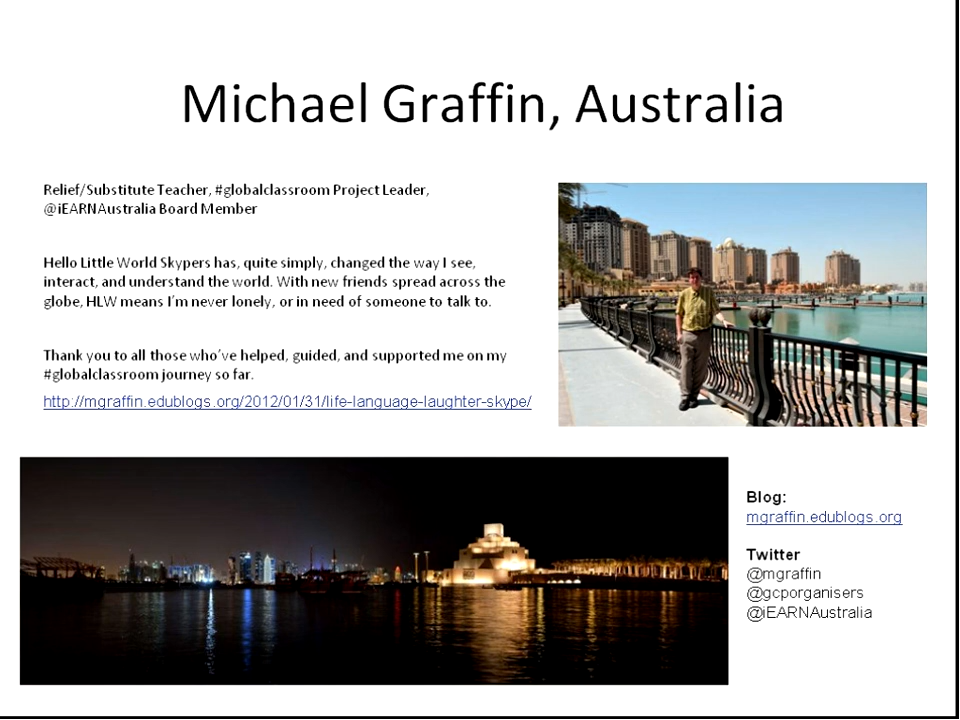 Michael Graffin, Australia
Relief/Substitute Teacher, #globalclassroom Project Leader,
@iEARNAustralia Board Member
Hello Little World Skypers has, quite simply, changed the way I see,
interact, and understand the world. With new friends spread across the
globe, HLW means I'm never lonely, or in need of someone to talk to.
Thank you to all those who've helped, guided, and supported me on my
#globalclassroom journey so far.
http://mgraffin.edublogs.org/2012/01/31/life-language-laughter-skype/
Blog:
mgraffin.edublogs.org
Twitter
@mgraffin
@gcporganisers
@iEARNAustralia